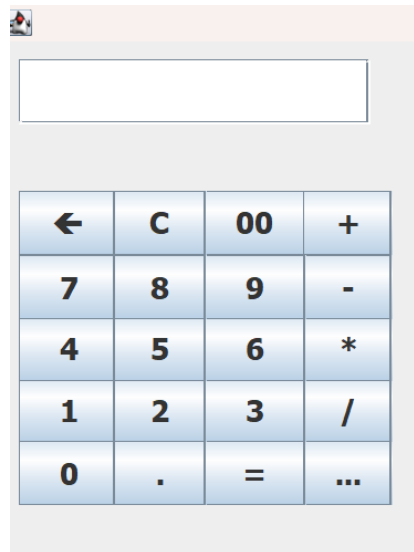 🡰 C 00 +
7 8 9 -
4 5 6 *
1 2 3 /
0 . = ...